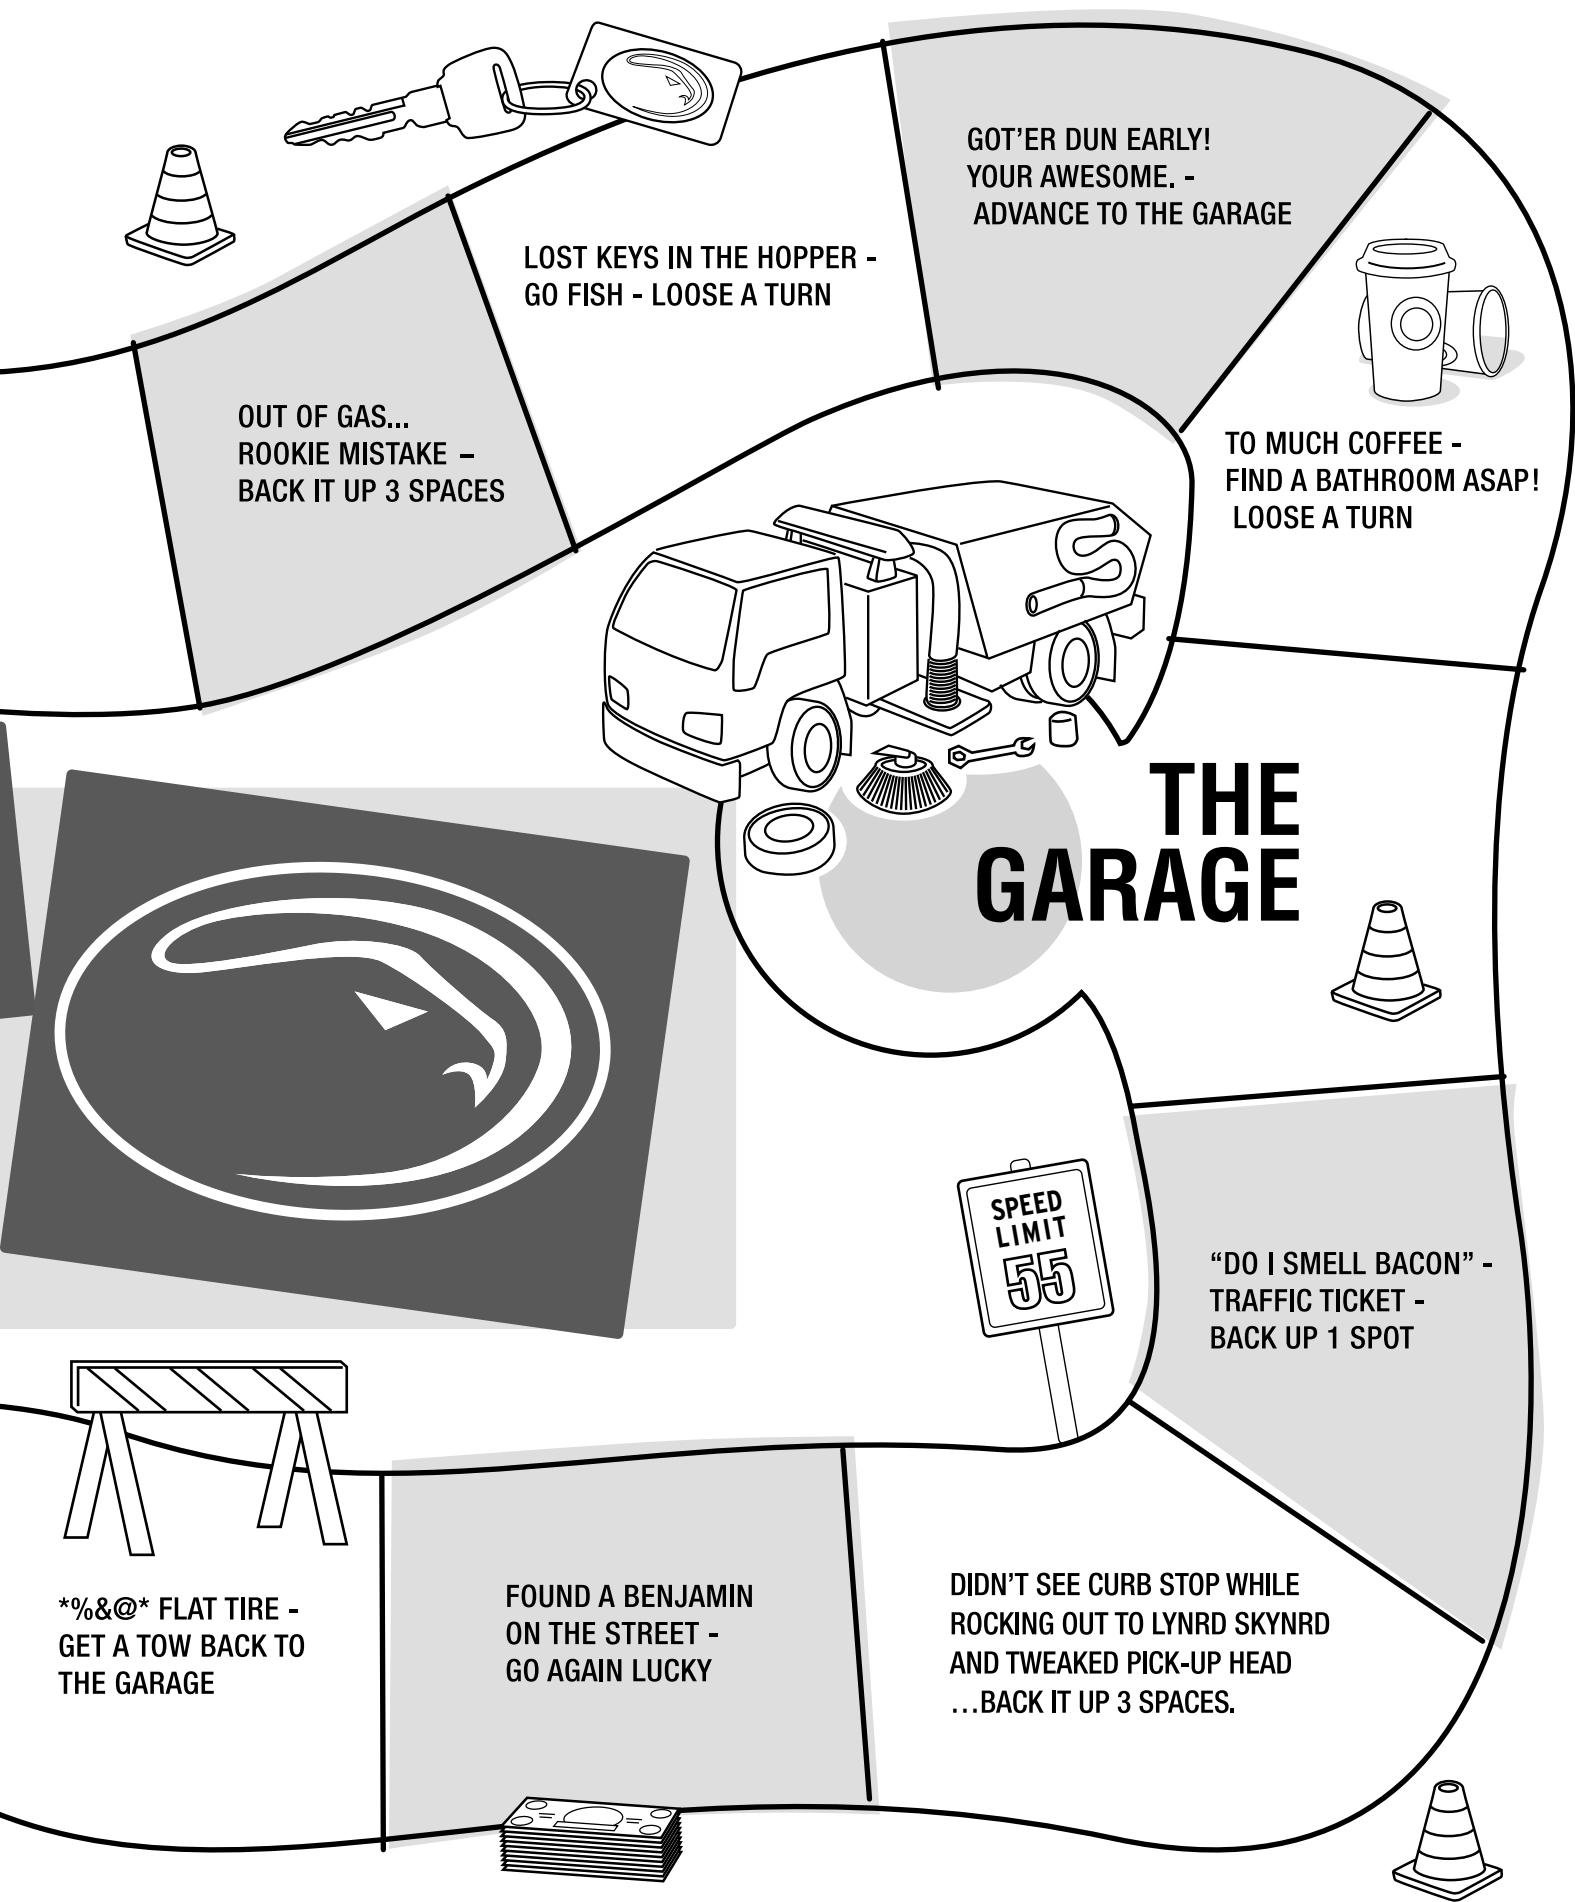 GOT'ER DUN EARLY!
YOUR AWESOME. -
ADVANCE TO THE GARAGE
LOST KEYS IN THE HOPPER -
GO FISH - LOOSE A TURN
OUT OF GAS...
ROOKIE MISTAKE –
BACK IT UP 3 SPACES
TO MUCH COFFEE -
FIND A BATHROOM ASAP!
LOOSE A TURN
THE
GARAGE
SPEED
LIMIT
55
“DO I SMELL BACON” -
TRAFFIC TICKET -
BACK UP 1 SPOT
*%&@* FLAT TIRE -
GET A TOW BACK TO
THE GARAGE
FOUND A BENJAMIN
ON THE STREET -
GO AGAIN LUCKY
DIDN'T SEE CURB STOP WHILE
ROCKING OUT TO LYNRD SKYNRD
AND TWEAKED PICK-UP HEAD
...BACK IT UP 3 SPACES.